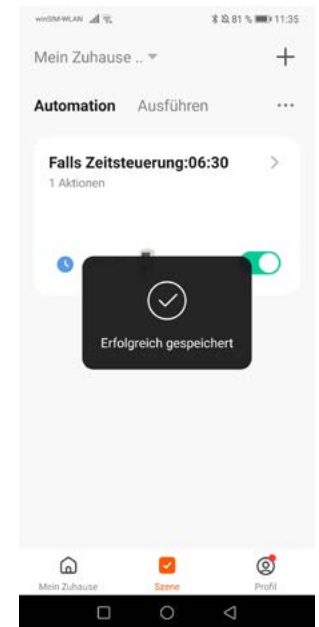 winSIM-WLAN 81 % 11:35
Mein Zuhause ..
Automation Ausführen
Falls Zeitsteuerung:06:30
1 Aktionen
Erfolgreich gespeichert
Mein Zuhause Szene Profil